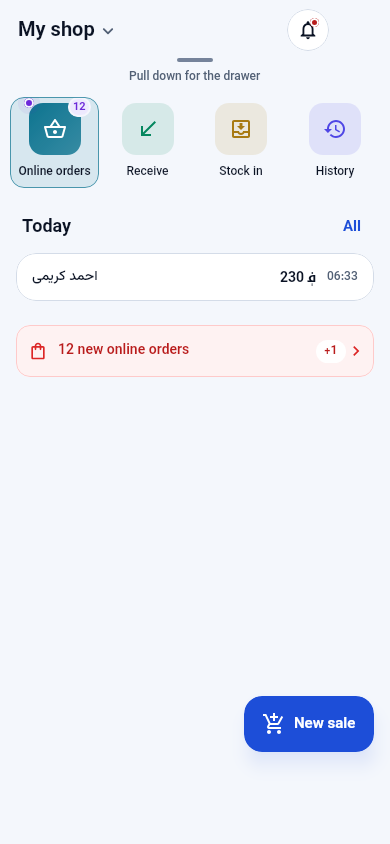 My shop
Pull down for the drawer
12
Online orders
Receive
Stock in
History
Today
All
احمد کریمی
230 ؋
06:33
12 new online orders
+1
New sale